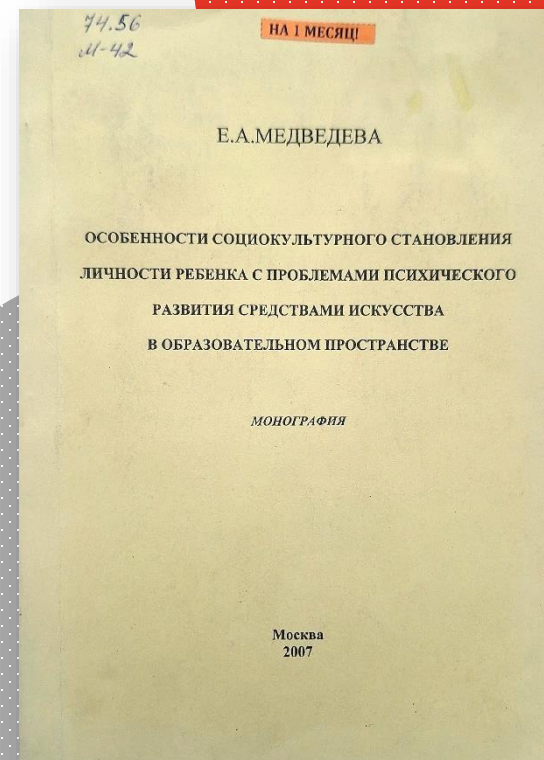 74.56
М-42
НА 1 МЕСЯЦ!
Е.А.МЕДВЕДЕВА
ОСОБЕННОСТИ СОЦИОКУЛЬТУРНОГО СТАНОВЛЕНИЯ
ЛИЧНОСТИ РЕБЕНКА С ПРОБЛЕМАМИ ПСИХИЧЕСКОГО
РАЗВИТИЯ СРЕДСТВАМИ ИСКУССТВА
В ОБРАЗОВАТЕЛЬНОМ ПРОСТРАНСТВЕ
МОНОГРАФИЯ
Москва
2007